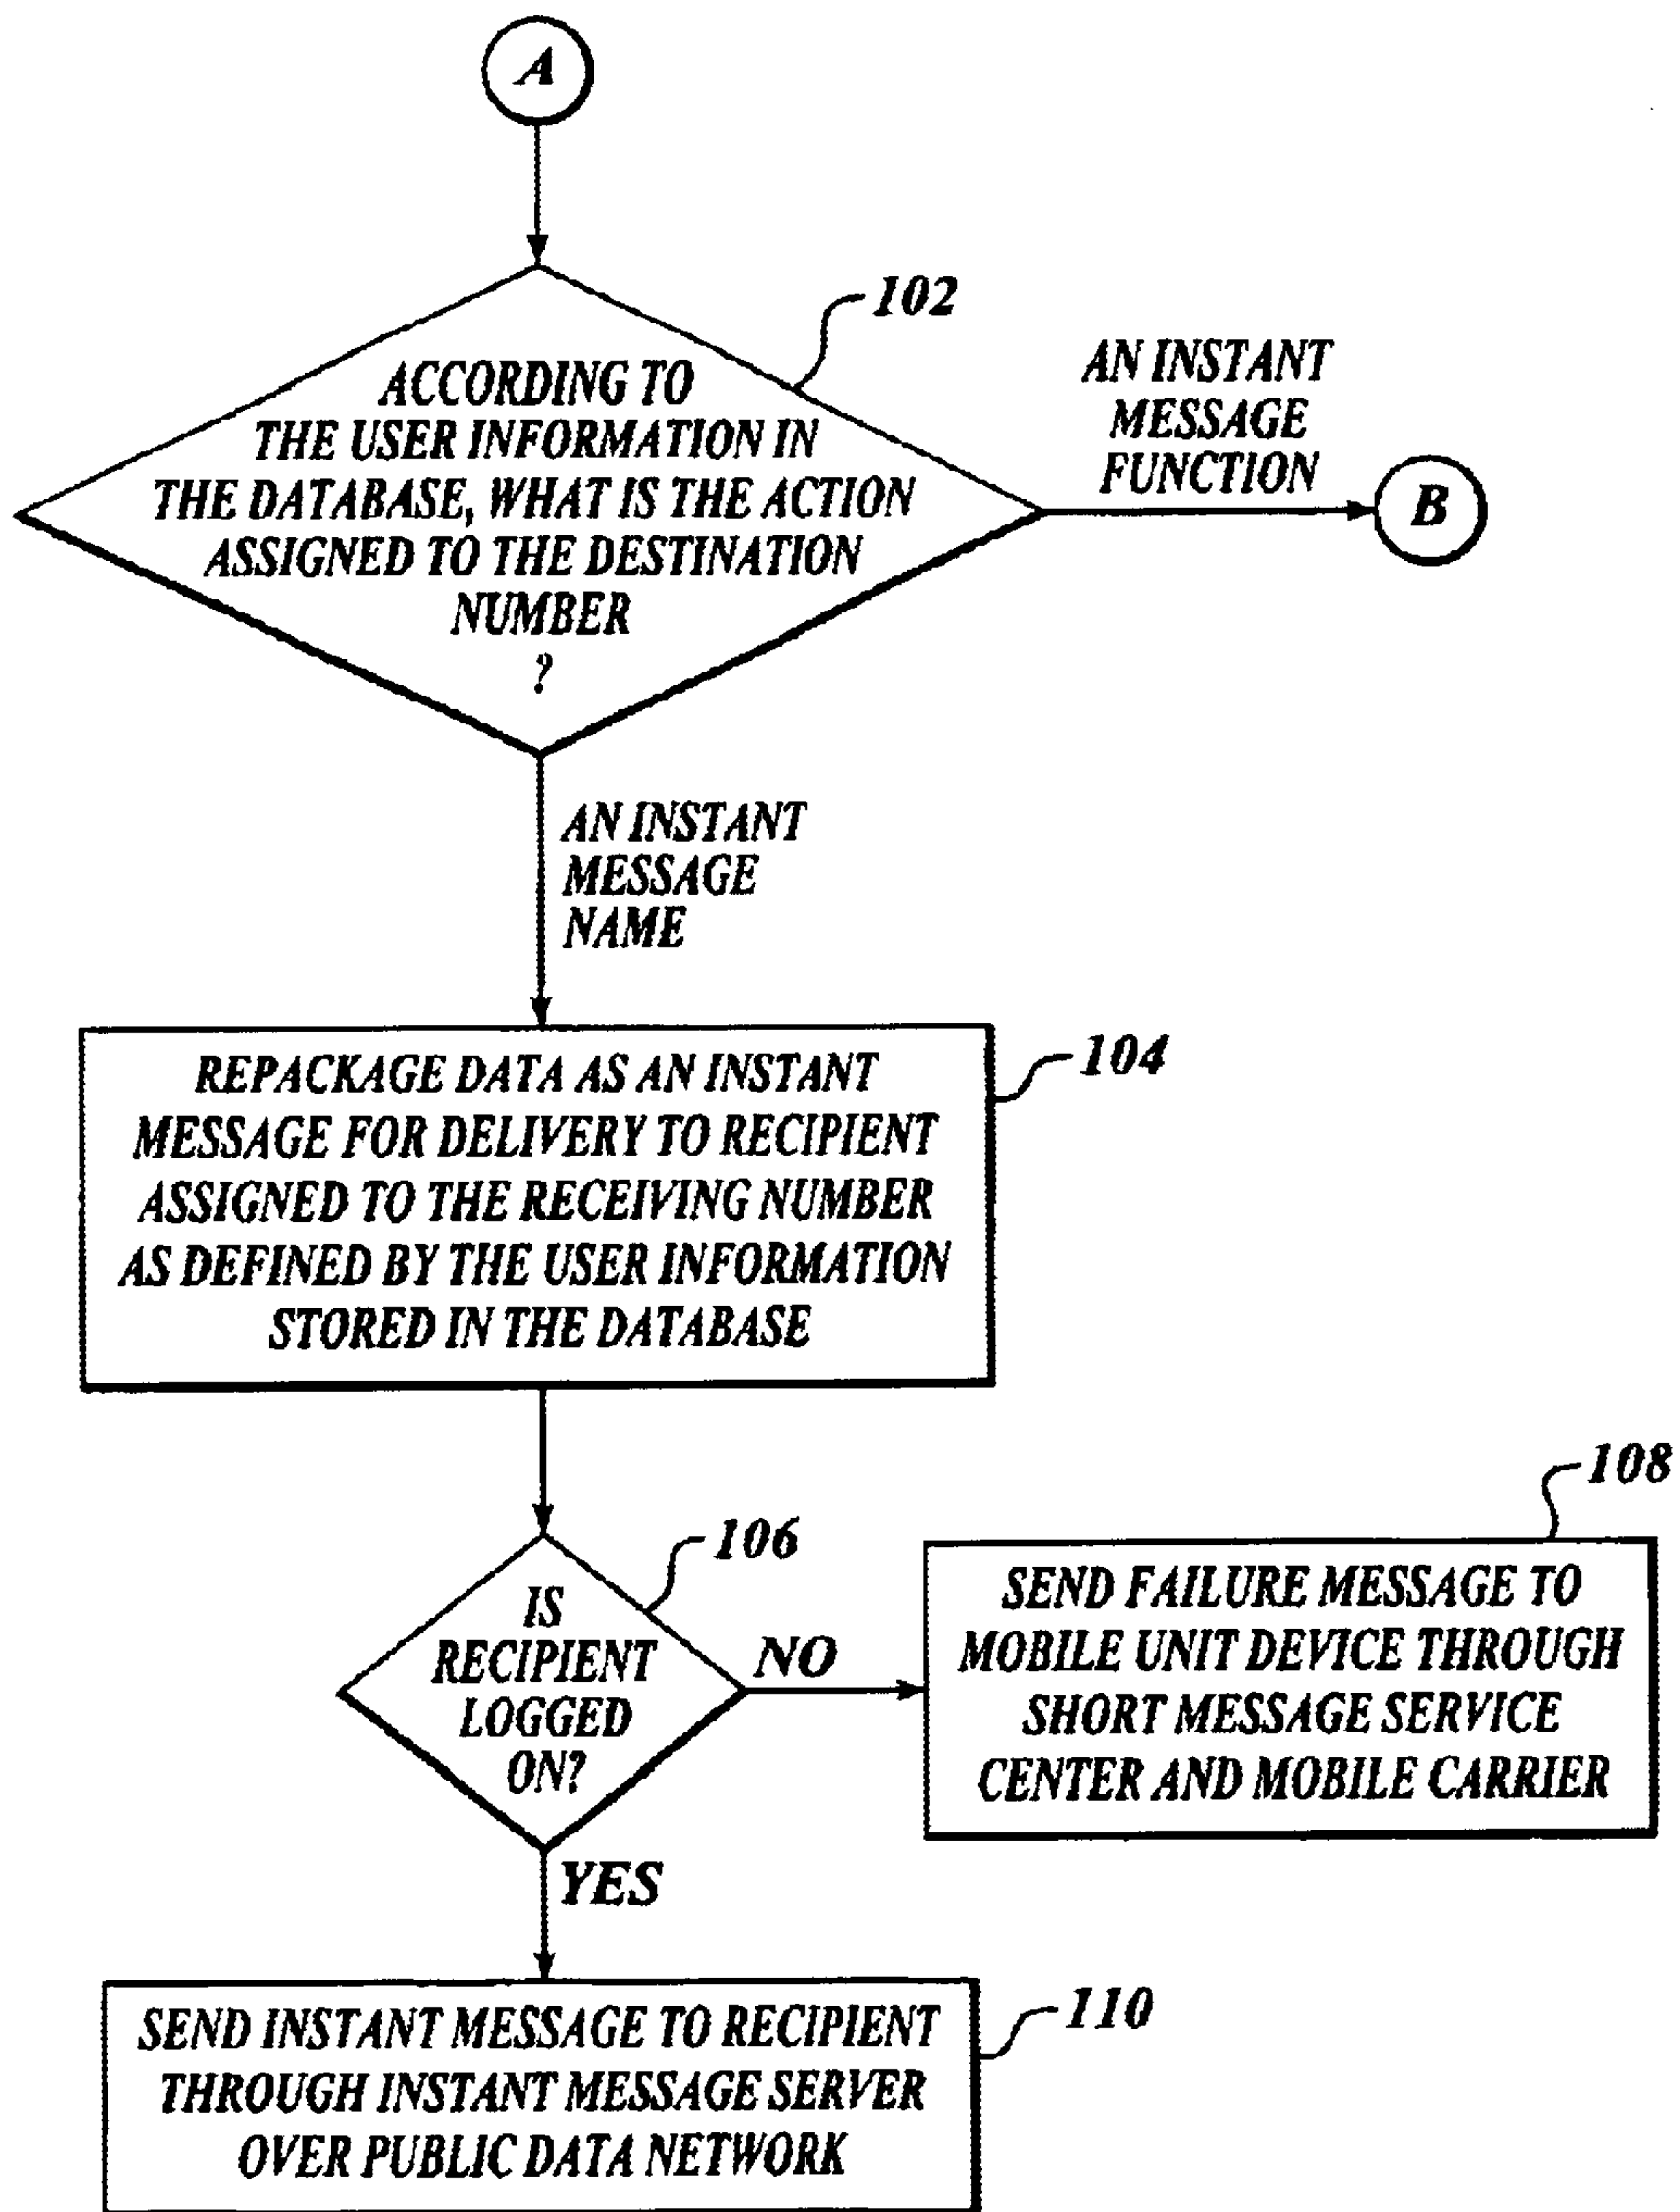 A
102
ACCORDING TO
THE USER INFORMATION IN
THE DATABASE, WHAT IS THE ACTION
ASSIGNED TO THE DESTINATION
NUMBER
?
AN INSTANT
MESSAGE
FUNCTION
B
AN INSTANT
MESSAGE
NAME
104
REPACKAGE DATA AS AN INSTANT
MESSAGE FOR DELIVERY TO RECIPIENT
ASSIGNED TO THE RECEIVING NUMBER
AS DEFINED BY THE USER INFORMATION
STORED IN THE DATABASE
106
IS
RECIPIENT
LOGGED
ON?
NO
108
SEND FAILURE MESSAGE TO
MOBILE UNIT DEVICE THROUGH
SHORT MESSAGE SERVICE
CENTER AND MOBILE CARRIER
YES
110
SEND INSTANT MESSAGE TO RECIPIENT
THROUGH INSTANT MESSAGE SERVER
OVER PUBLIC DATA NETWORK